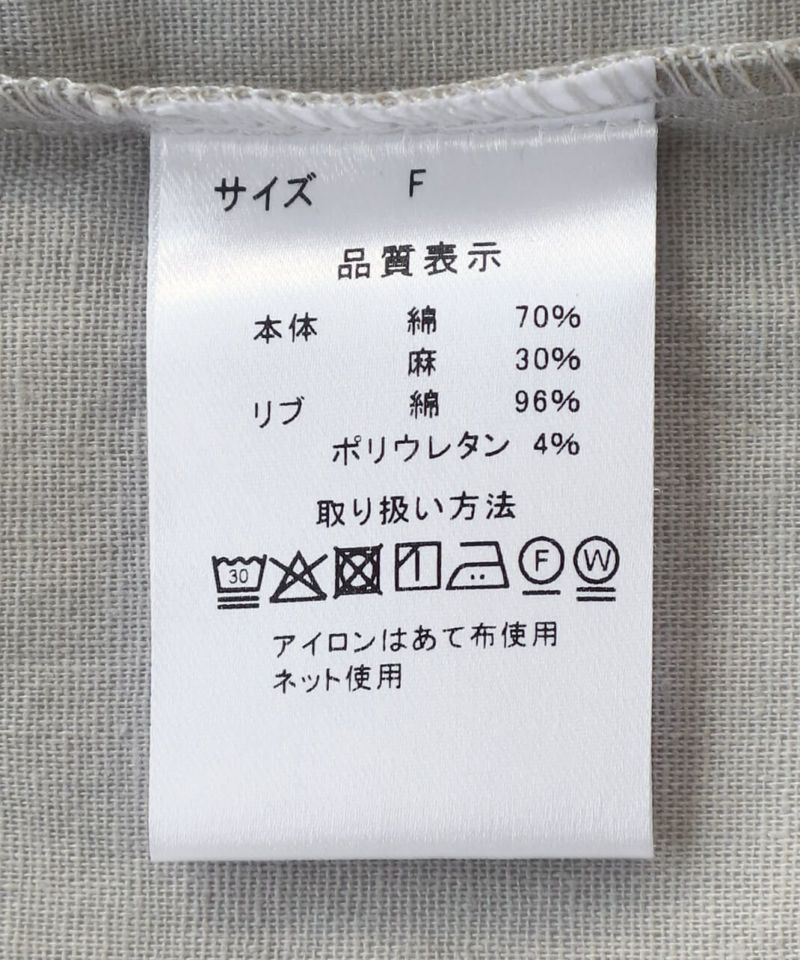 サイズ F
品質表示
本体 綿 70%
麻 30%
リブ 綿 96%
ポリウレタン 4%
取り扱い方法
30 F W
アイロンはあて布使用
ネット使用